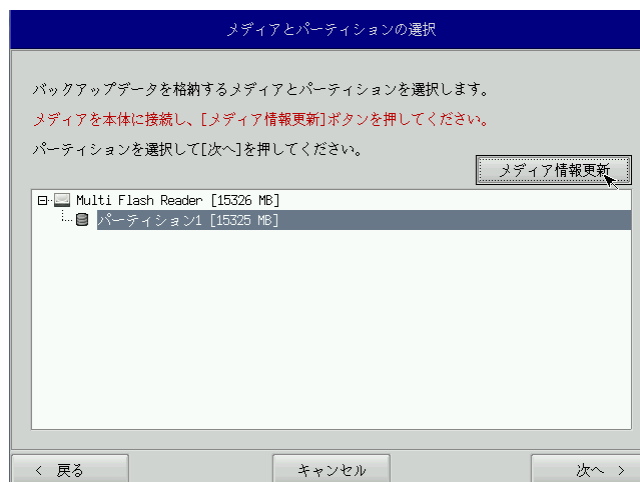 メディアとパーティションの選択
バックアップデータを格納するメディアとパーティションを選択します。
メディアを本体に接続し、[メディア情報更新]ボタンを押してください。
パーティションを選択して[次へ]を押してください。
メディア情報更新
Multi Flash Reader [15326 MB]
パーティション1 [15325 MB]
< 戻る
キャンセル
次へ >